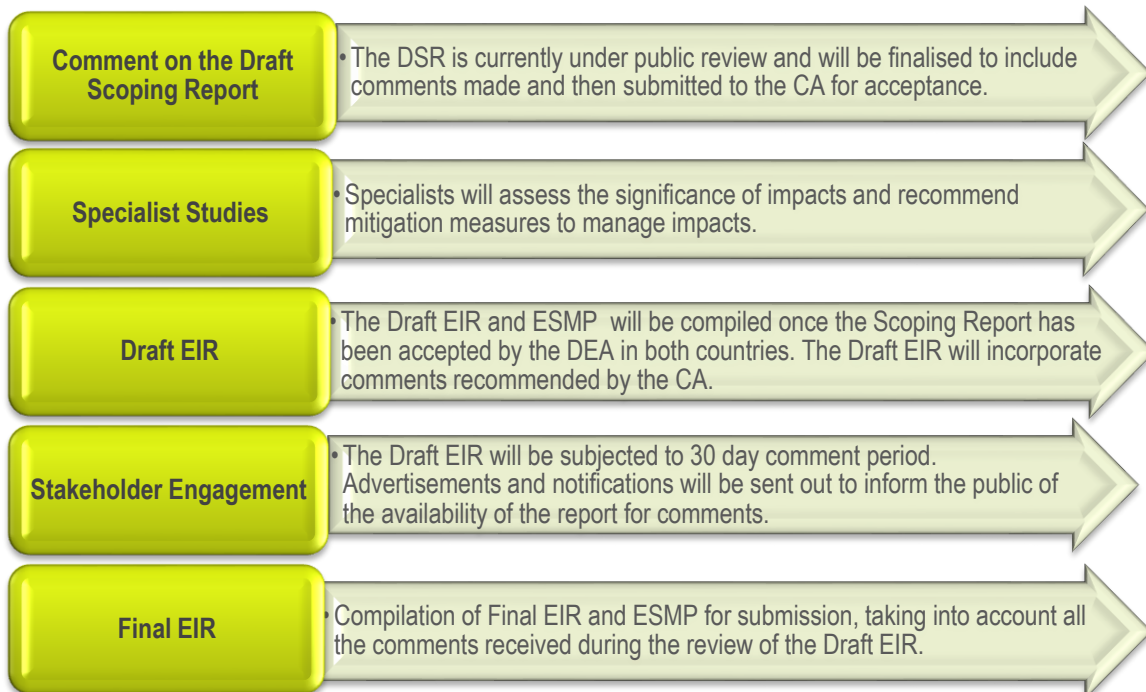 Comment on the Draft
Scoping Report
• The DSR is currently under public review and will be finalised to include
comments made and then submitted to the CA for acceptance.
Specialist Studies
• Specialists will assess the significance of impacts and recommend
mitigation measures to manage impacts.
Draft EIR
• The Draft EIR and ESMP will be compiled once the Scoping Report has
been accepted by the DEA in both countries. The Draft EIR will incorporate
comments recommended by the CA.
Stakeholder Engagement
• The Draft EIR will be subjected to 30 day comment period.
Advertisements and notifications will be sent out to inform the public of
the availability of the report for comments.
Final EIR
• Compilation of Final EIR and ESMP for submission, taking into account all
the comments received during the review of the Draft EIR.